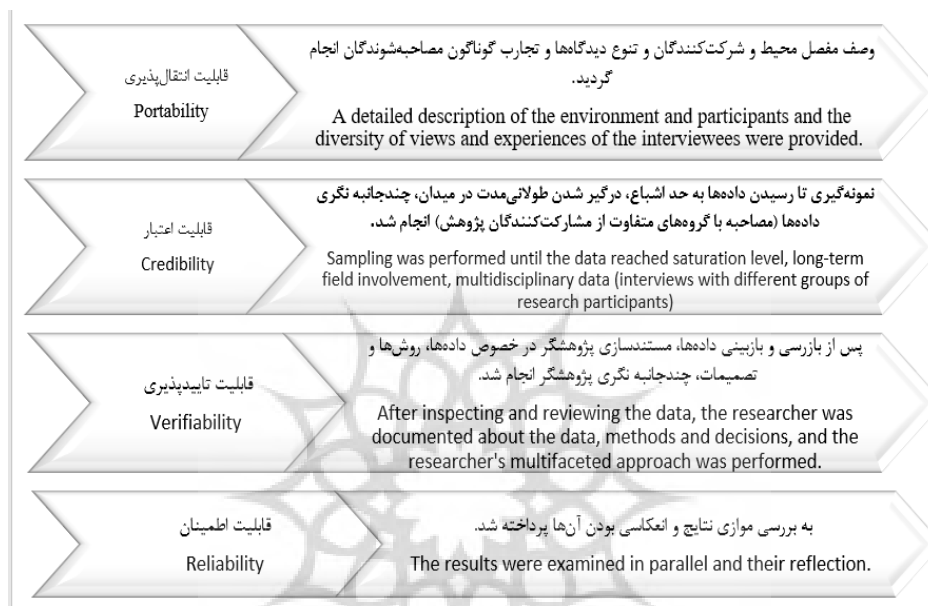 قابلیت انتقال‌پذیری
Portability
وصف مفصل محیط و شرکت‌کنندگان و تنوع دیدگاه‌ها و تجارب گوناگون مصاحبه‌شوندگان انجام
گردید.
A detailed description of the environment and participants and the
diversity of views and experiences of the interviewees were provided.
قابلیت اعتبار
Credibility
نمونه‌گیری تا رسیدن داده‌ها به حد اشباع، درگیر شدن طولانی‌مدت در میدان، چندجانبه نگری
داده‌ها (مصاحبه با گروه‌های متفاوت از مشارکت‌کنندگان پژوهش) انجام شد.
Sampling was performed until the data reached saturation level, long-term
field involvement, multidisciplinary data (interviews with different groups of
research participants)
قابلیت تاییدپذیری
Verifiability
پس از بازرسی و بازبینی داده‌ها، مستندسازی پژوهشگر در خصوص داده‌ها، روش‌ها و
تصمیمات، چندجانبه نگری پژوهشگر انجام شد.
After inspecting and reviewing the data, the researcher was
documented about the data, methods and decisions, and the
researcher's multifaceted approach was performed.
قابلیت اطمینان
Reliability
به بررسی موازی نتایج و انعکاسی بودن آن‌ها پرداخته شد.
The results were examined in parallel and their reflection.